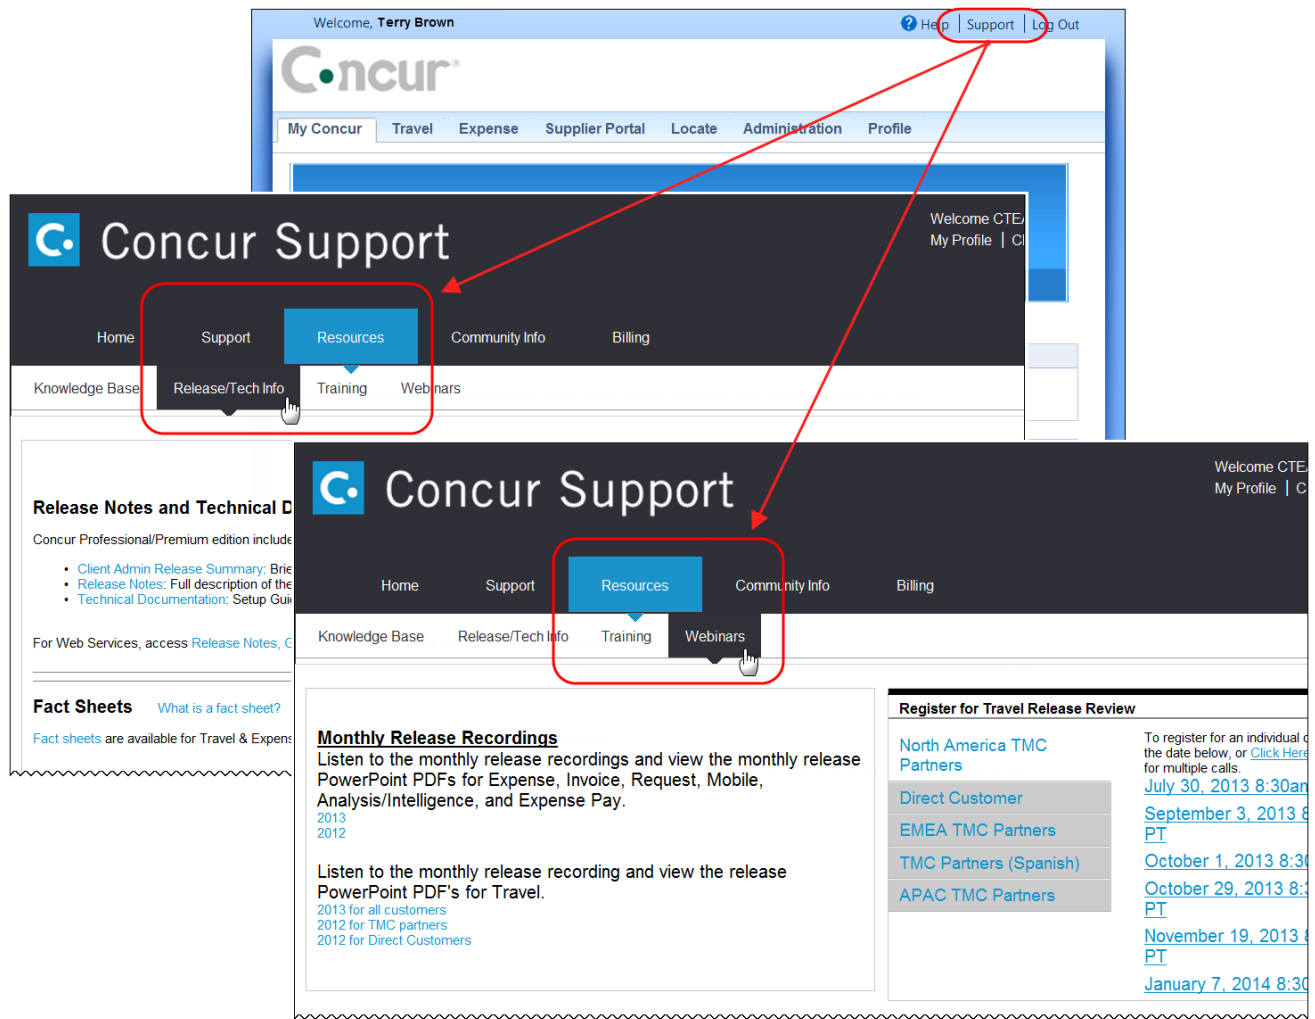 Welcome, Terry Brown
Help | Support | Log Out
Concur®
My Concur Travel Expense Supplier Portal Locate Administration Profile
C. Concur Support
Welcome CTEA
My Profile | Cl
Home Support Resources Community Info Billing
Knowledge Base Release/Tech Info Training Webinars
Release Notes and Technical D
Concur Professional/Premium edition include
• Client Admin Release Summary: Brie
• Release Notes: Full description of the
• Technical Documentation: Setup Gui
For Web Services, access Release Notes, G
Fact Sheets What is a fact sheet?
Fact sheets are available for Travel & Expens
C. Concur Support
Welcome CTE
My Profile | C
Home Support Resources Community Info Billing
Knowledge Base Release/Tech Info Training Webinars
Monthly Release Recordings
Listen to the monthly release recordings and view the monthly release
PowerPoint PDFs for Expense, Invoice, Request, Mobile,
Analysis/Intelligence, and Expense Pay.
2013
2012
Listen to the monthly release recording and view the release
PowerPoint PDF's for Travel.
2013 for all customers
2012 for TMC partners
2012 for Direct Customers
Register for Travel Release Review
North America TMC
Partners
Direct Customer
EMEA TMC Partners
TMC Partners (Spanish)
APAC TMC Partners
To register for an individual c
the date below, or Click Here
for multiple calls.
July 30, 2013 8:30am
September 3, 2013 8
PT
October 1, 2013 8:30
October 29, 2013 8:3
PT
November 19, 2013 8
PT
January 7, 2014 8:30